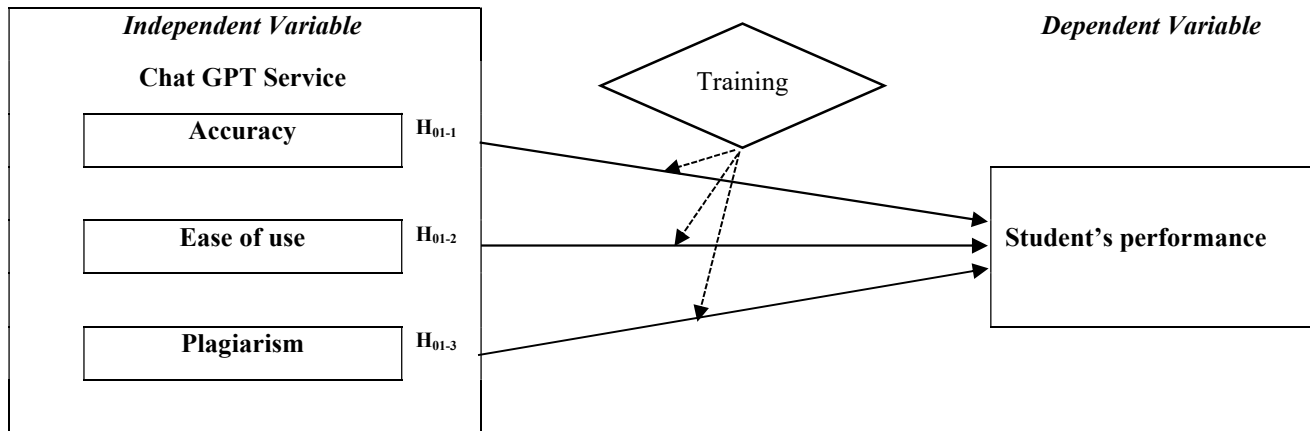 Independent Variable
Dependent Variable
Chat GPT Service
Training
Accuracy
H01-1
Ease of use
H01-2
Student’s performance
Plagiarism
H01-3